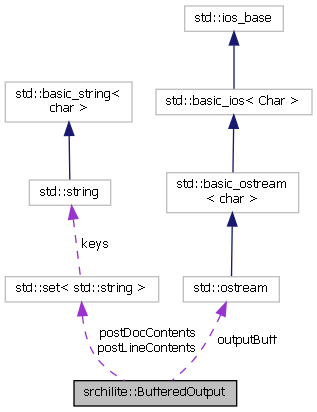 std::ios_base
std::basic_string<
char >
std::basic_ios< Char >
std::string
std::basic_ostream
< char >
keys
std::set< std::string >
std::ostream
postDocContents
postLineContents
outputBuff
srchilite::BufferedOutput